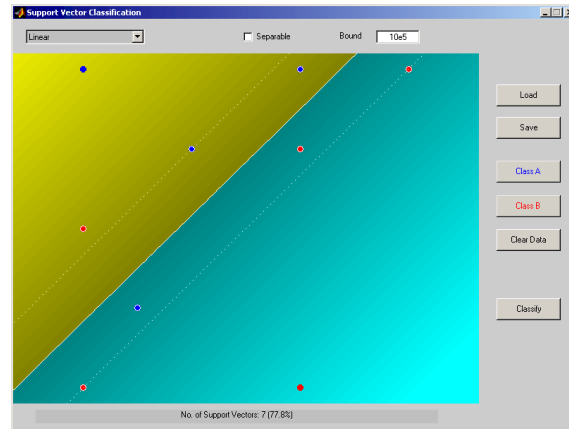 Support Vector Classification
Linear
Separable
Bound
10e5
Load
Save
Class A
Class B
Clear Data
Classify
No. of Support Vectors: 7 (77.8%)